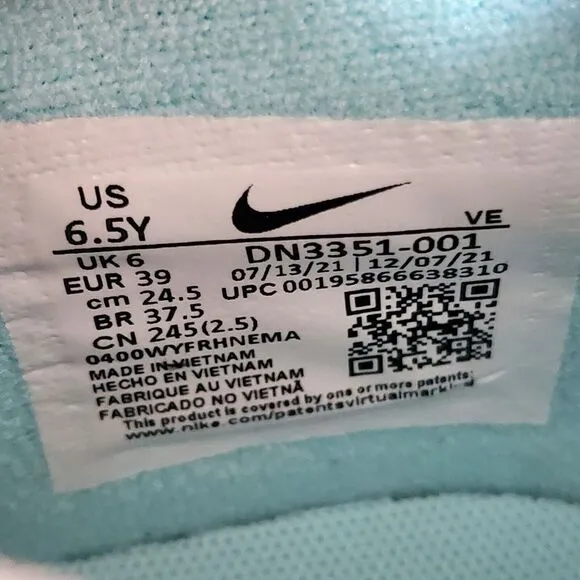 US
6.5Y
VE
UK 6
DN3351-001
EUR 39
07/13/21 | 12/07/21
cm 24.5
UPC 00195866638310
BR 37.5
CN 245(2.5)
0400WYFRHNEMA
MADE IN VIETNAM
HECHO EN VIETNAM
FABRIQUE AU VIETNAM
FABRICADO NO VIETNÃ
This product is covered by one or more patents:
www.nike.com/patentsvirtualmarking